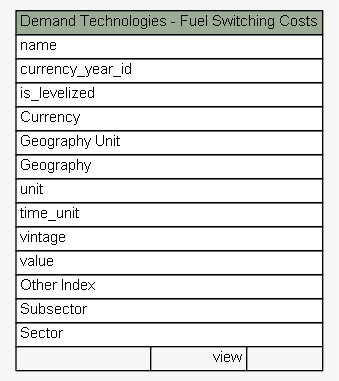 Demand Technologies - Fuel Switching Costs
name
currency_year_id
is_levelized
Currency
Geography Unit
Geography
unit
time_unit
vintage
value
Other Index
Subsector
Sector
view